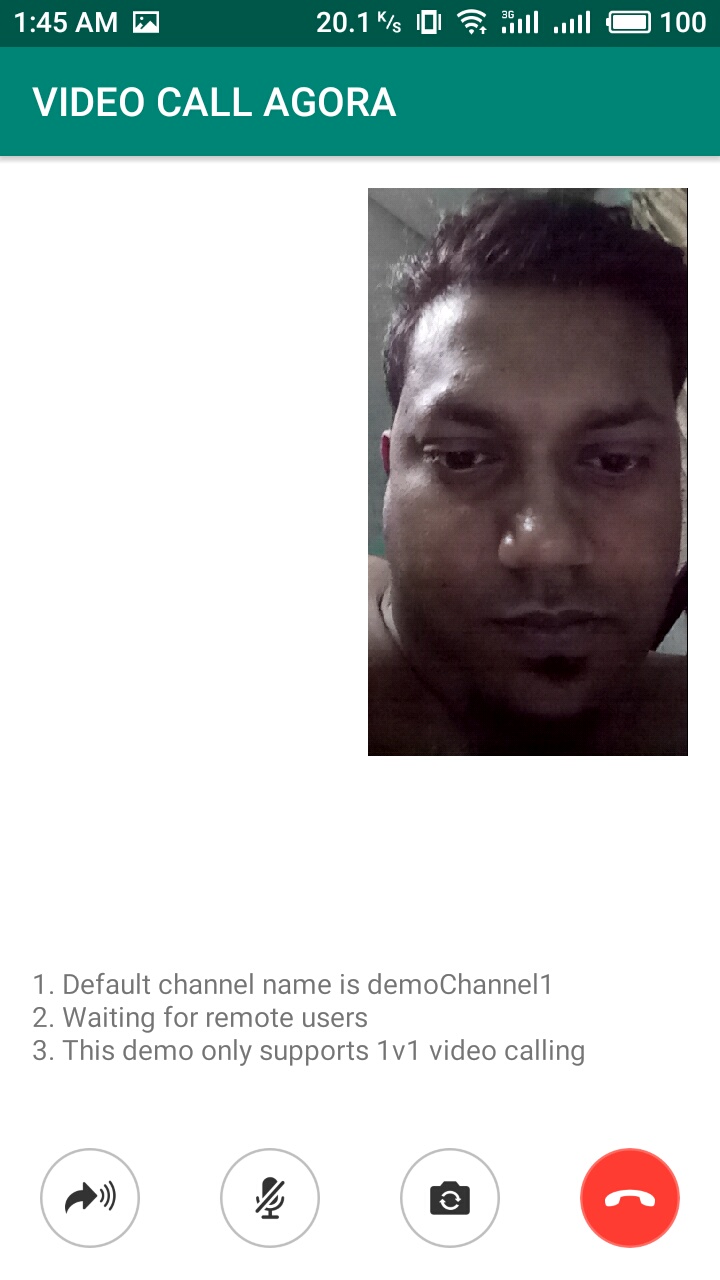 1:45 AM 20.1 K/s 3G 100
VIDEO CALL AGORA
1. Default channel name is demoChannel1
2. Waiting for remote users
3. This demo only supports 1v1 video calling